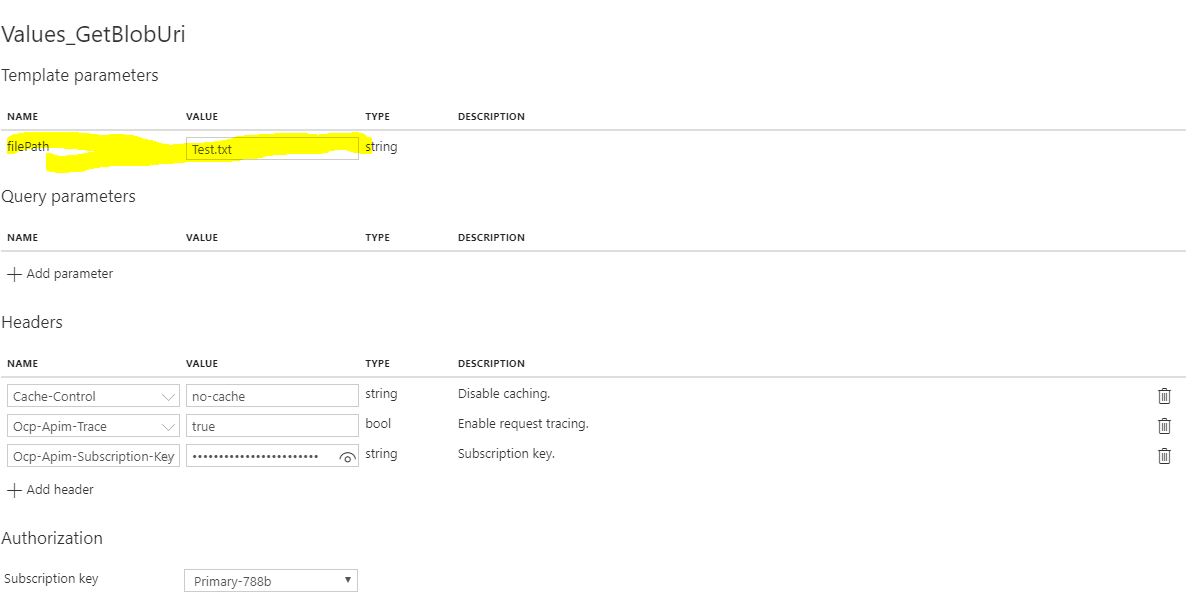 Values_GetBlobUri
Template parameters
NAME VALUE TYPE DESCRIPTION
filePath Test.txt string
Query parameters
NAME VALUE TYPE DESCRIPTION
Add parameter
Headers
NAME VALUE TYPE DESCRIPTION
Cache-Control no-cache string Disable caching.
Ocp-Apim-Trace true bool Enable request tracing.
Ocp-Apim-Subscription-Key •••••••••••••••••••••••• string Subscription key.
Add header
Authorization
Subscription key Primary-788b